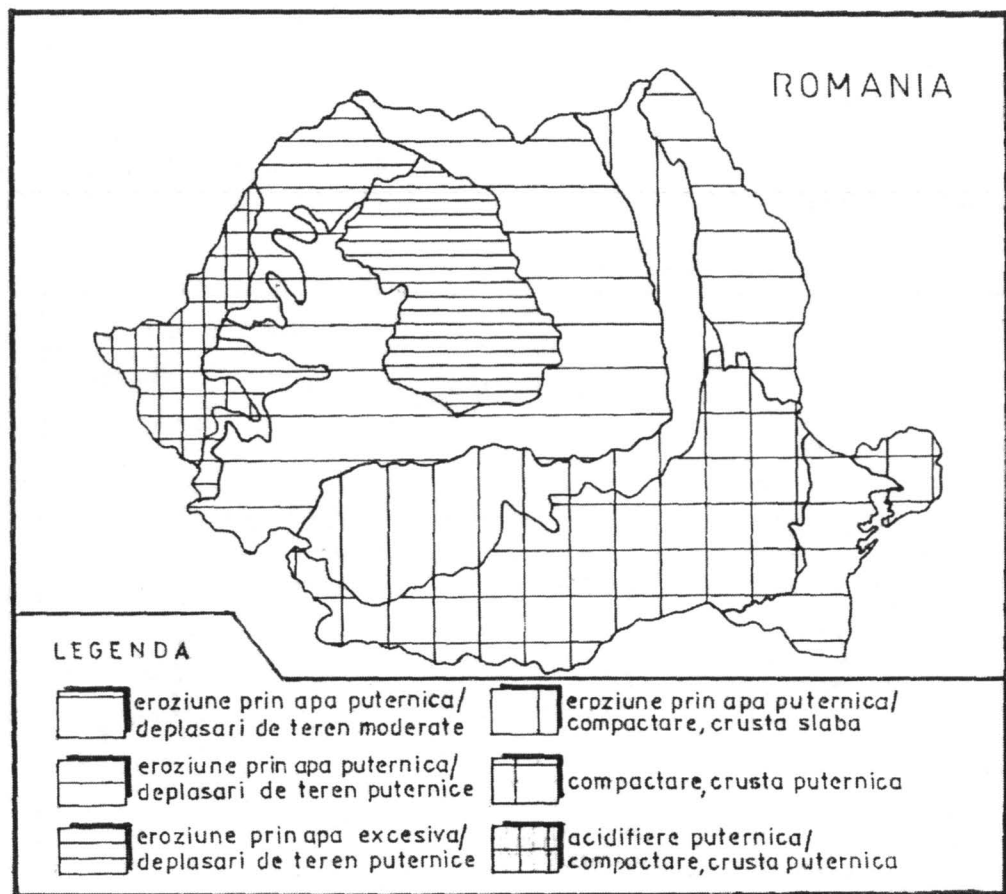 ROMANIA
LEGENDA
eroziune prin apa puternica/
deplasari de teren moderate
eroziune prin apa puternica/
deplasari de teren puternice
eroziune prin apa excesiva/
deplasari de teren puternice
eroziune prin apa puternica/
compactare, crusta slaba
compactare, crusta puternica
acidifiere puternica/
compactare, crusta puternica